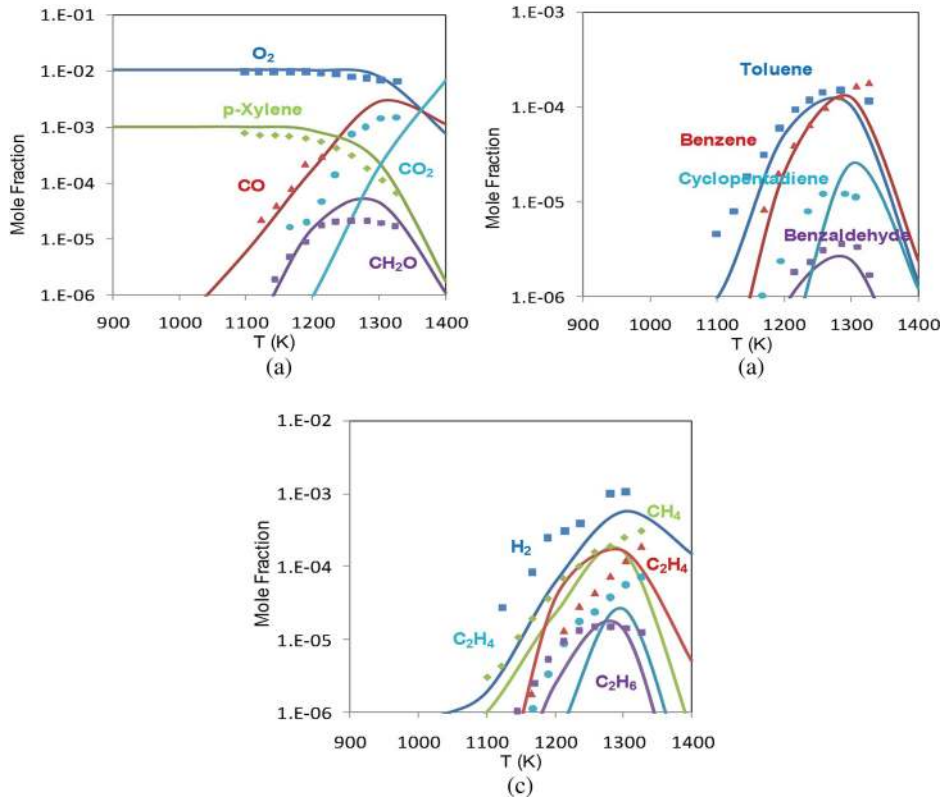 1.E-01
1.E-02
1.E-03
1.E-04
1.E-05
1.E-06
Mole Fraction
O₂
p-Xylene
CO
CO₂
CH₂O
900 1000 1100 1200 1300 1400
T (K)
(a)
1.E-03
1.E-04
1.E-05
1.E-06
Mole Fraction
Toluene
Benzene
Cyclopentadiene
Benzaldehyde
900 1000 1100 1200 1300 1400
T (K)
(a)
1.E-02
1.E-03
1.E-04
1.E-05
1.E-06
Mole Fraction
CH₄
H₂
C₂H₄
C₂H₄
C₂H₆
900 1000 1100 1200 1300 1400
T (K)
(c)